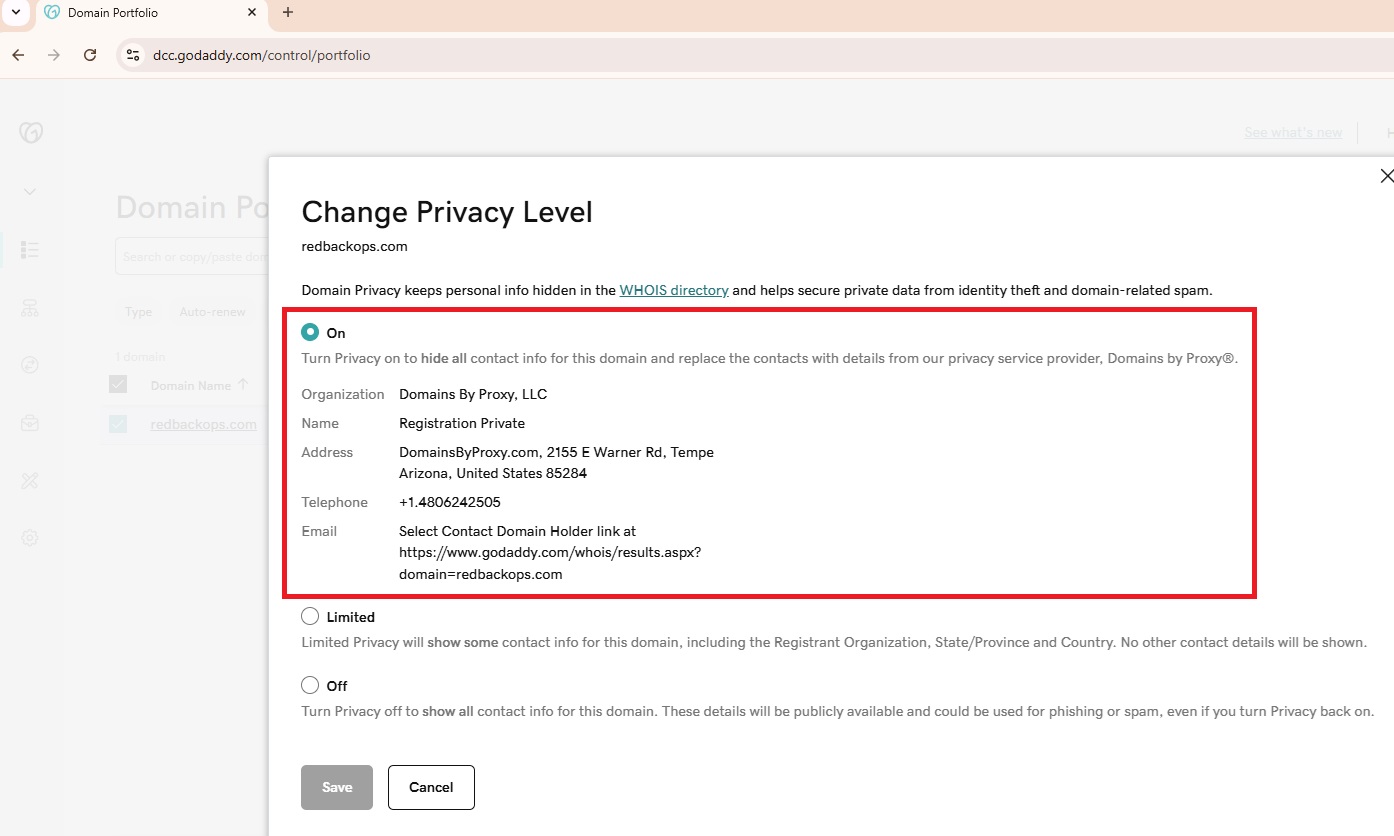 Domain Portfolio
dcc.godaddy.com/control/portfolio
See what's new
H
Domain Po
Search or copy/paste dom
Type Auto-renew
1 domain
Domain Name ↑
redbackops.com
Change Privacy Level
redbackops.com
Domain Privacy keeps personal info hidden in the WHOIS directory and helps secure private data from identity theft and domain-related spam.
On
Turn Privacy on to hide all contact info for this domain and replace the contacts with details from our privacy service provider, Domains by Proxy®.
Organization Domains By Proxy, LLC
Name Registration Private
Address DomainsByProxy.com, 2155 E Warner Rd, Tempe
Arizona, United States 85284
Telephone +1.4806242505
Email Select Contact Domain Holder link at
https://www.godaddy.com/whois/results.aspx?
domain=redbackops.com
Limited
Limited Privacy will show some contact info for this domain, including the Registrant Organization, State/Province and Country. No other contact details will be shown.
Off
Turn Privacy off to show all contact info for this domain. These details will be publicly available and could be used for phishing or spam, even if you turn Privacy back on.
Save Cancel